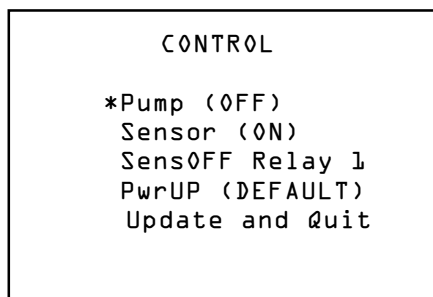 CONTROL
*Pump (OFF)
Sensor (ON)
SensOFF Relay 1
PwrUP (DEFAULT)
Update and Quit